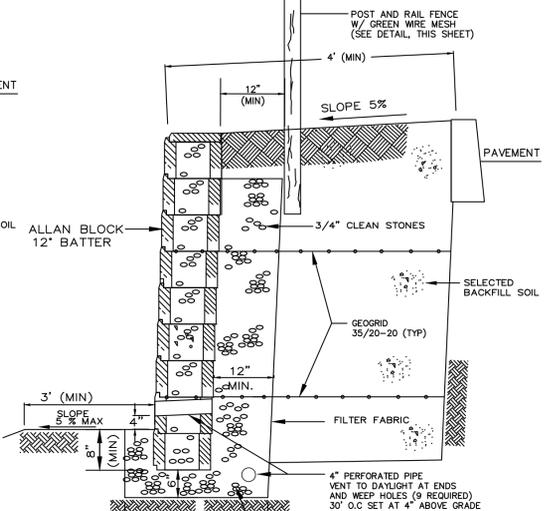 POST AND RAIL FENCE
W/ GREEN WIRE MESH
(SEE DETAIL, THIS SHEET)
4' (MIN)
12"
(MIN)
SLOPE 5%
PAVEMENT
OIL
ALLAN BLOCK
12° BATTER
3/4" CLEAN STONES
SELECTED
BACKFILL SOIL
GEOGRID
35/20-20 (TYP)
12"
MIN.
3' (MIN)
SLOPE
5 % MAX
4"
8"
(MIN)
6"
FILTER FABRIC
4" PERFORATED PIPE
VENT TO DAYLIGHT AT ENDS
AND WEEP HOLES (9 REQUIRED)
30' O.C SET AT 4" ABOVE GRADE